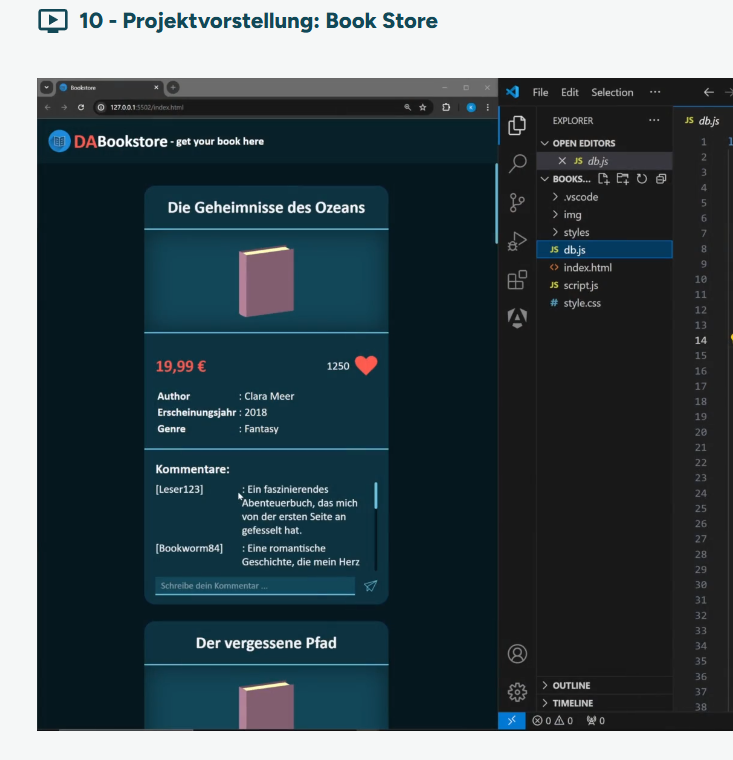 10 - Projektvorstellung: Book Store
Bookstore
127.0.0.1:5502/index.html
DABookstore - get your book here
Die Geheimnisse des Ozeans
19,99 €
1250
Author : Clara Meer
Erscheinungsjahr : 2018
Genre : Fantasy
Kommentare:
[Leser123] : Ein faszinierendes
Abenteuerbuch, das mich
von der ersten Seite an
gefesselt hat.
[Bookworm84] : Eine romantische
Geschichte, die mein Herz
Schreibe dein Kommentar ...
Der vergessene Pfad
File Edit Selection ...
EXPLORER ...
OPEN EDITORS
JS db.js
BOOKS...
.vscode
img
styles
JS db.js
<> index.html
JS script.js
# style.css
OUTLINE
TIMELINE
0 0 0
JS db.js
1 1
2
3
4
5
6
7
8
9
10
11
12
13
14
15
16
17
18
19
20
21
22
23
24
25
26
27
28
29
30
31
32
33
34
35
36
37
38